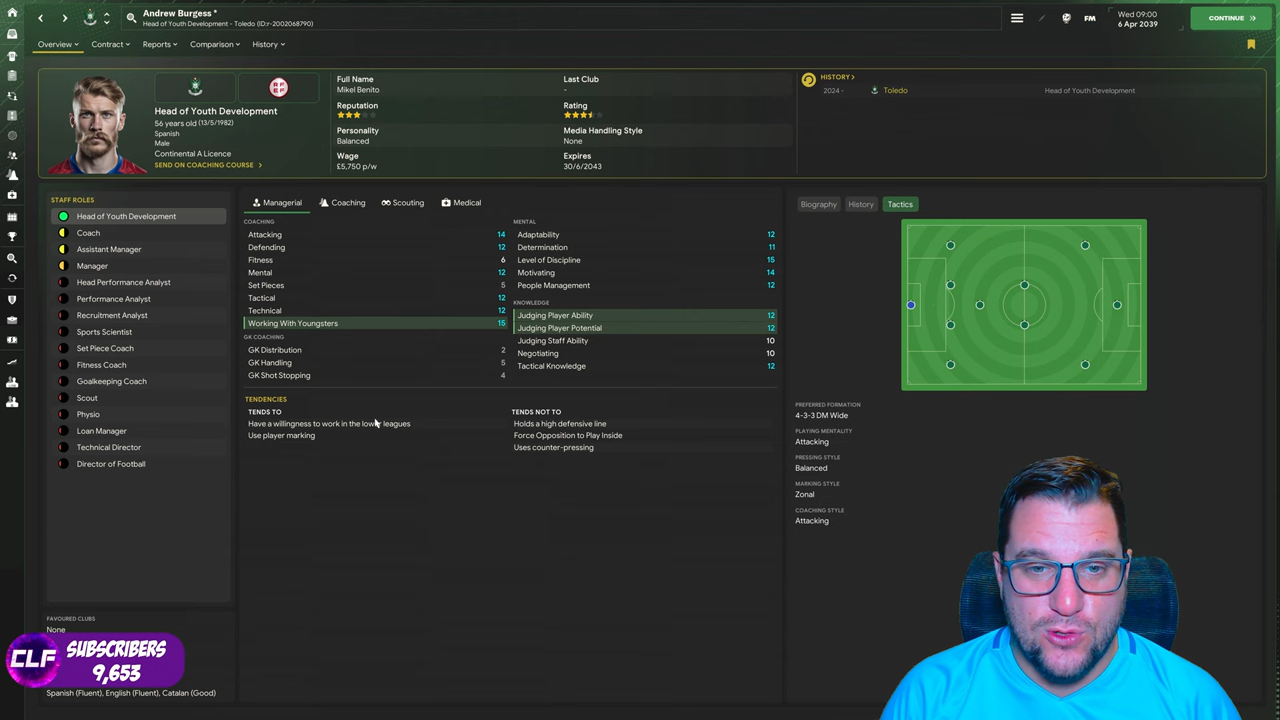 Andrew Burgess *
Head of Youth Development - Toledo (ID:r-2002068790)
FM
Wed 09:00
6 Apr 2039
CONTINUE
Overview
Contract
Reports
Comparison
History
Head of Youth Development
56 years old (13/5/1982)
Spanish
Male
Continental A Licence
SEND ON COACHING COURSE >
Full Name
Mikel Benito
Last Club
-
Reputation
Rating
Personality
Balanced
Media Handling Style
None
Wage
£5,750 p/w
Expires
30/6/2043
HISTORY >
2024 - Toledo Head of Youth Development
STAFF ROLES
Head of Youth Development
Coach
Assistant Manager
Manager
Head Performance Analyst
Performance Analyst
Recruitment Analyst
Sports Scientist
Set Piece Coach
Fitness Coach
Goalkeeping Coach
Scout
Physio
Loan Manager
Technical Director
Director of Football
FAVOURED CLUBS
None
CLF
SUBSCRIBERS
9,653
Spanish (Fluent), English (Fluent), Catalan (Good)
Managerial
Coaching
Scouting
Medical
COACHING
Attacking 14
Defending 12
Fitness 6
Mental 12
Set Pieces 5
Tactical 12
Technical 12
Working With Youngsters 15
GK COACHING
GK Distribution 2
GK Handling 5
GK Shot Stopping 4
MENTAL
Adaptability 12
Determination 11
Level of Discipline 15
Motivating 14
People Management 12
KNOWLEDGE
Judging Player Ability 12
Judging Player Potential 12
Judging Staff Ability 10
Negotiating 10
Tactical Knowledge 12
TENDENCIES
TENDS TO
Have a willingness to work in the lower leagues
Use player marking
TENDS NOT TO
Holds a high defensive line
Force Opposition to Play Inside
Uses counter-pressing
Biography
History
Tactics
PREFERRED FORMATION
4-3-3 DM Wide
PLAYING MENTALITY
Attacking
PRESSING STYLE
Balanced
MARKING STYLE
Zonal
COACHING STYLE
Attacking